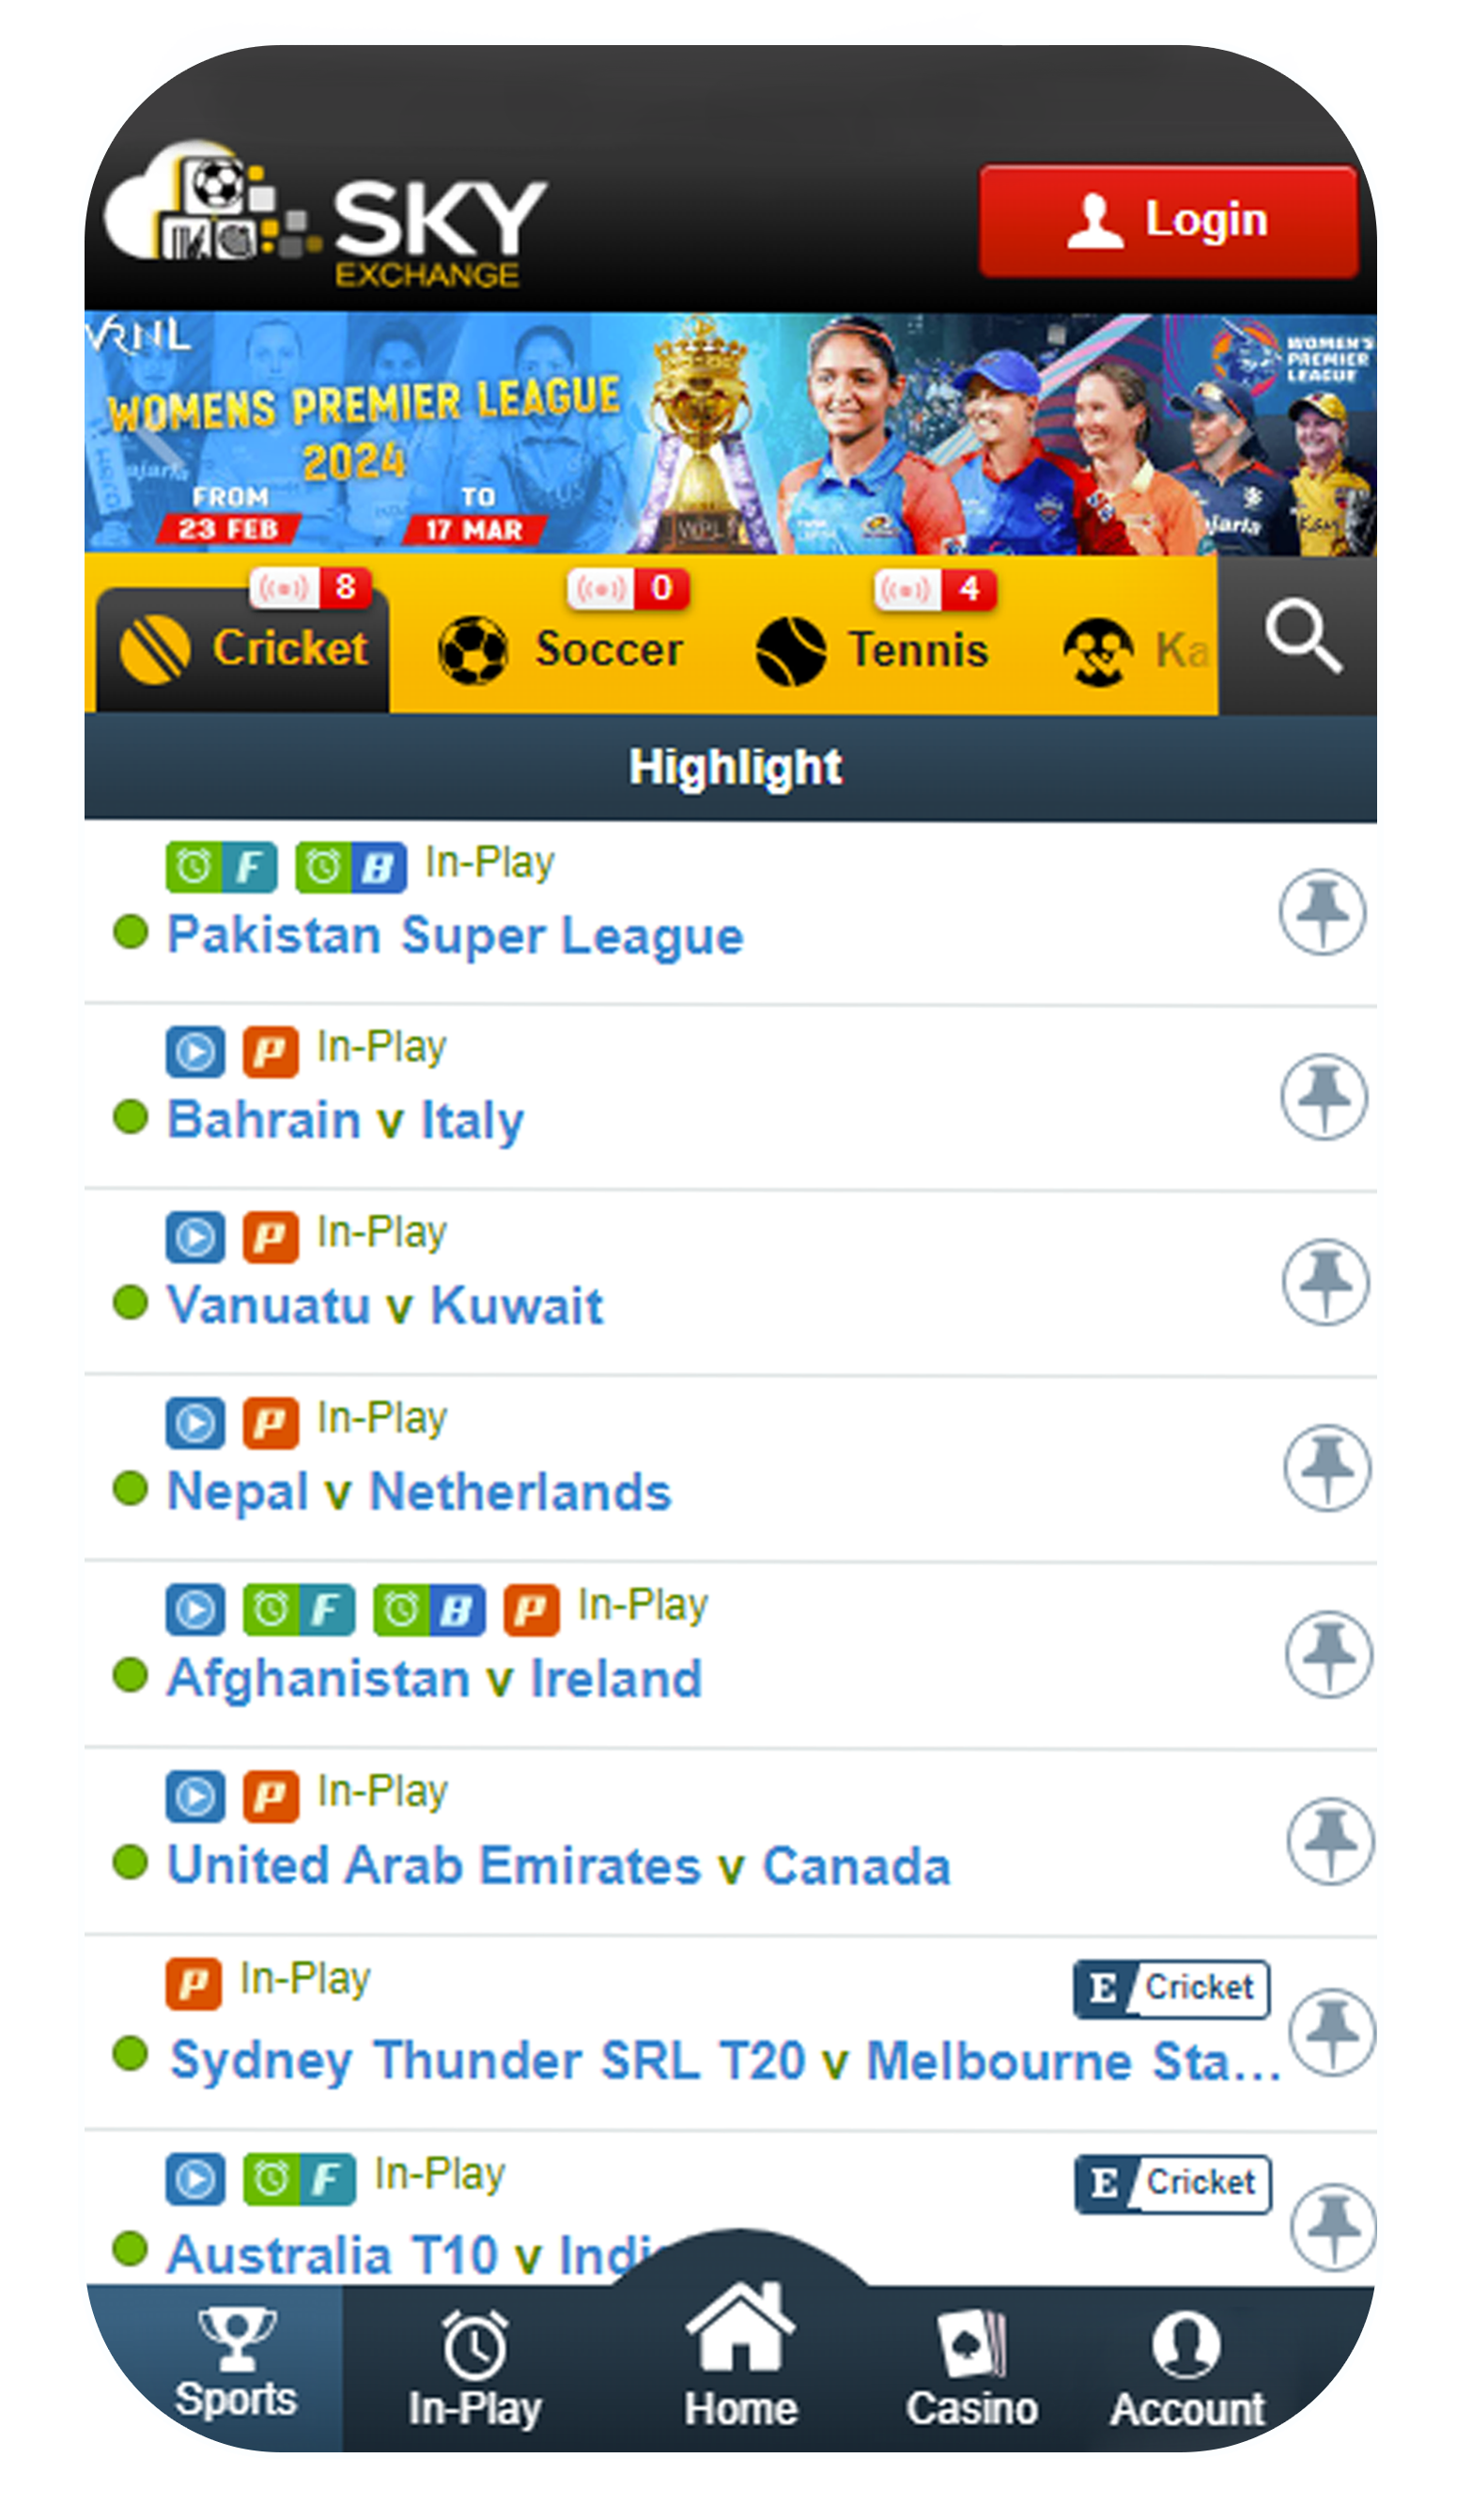 SKY
EXCHANGE
Login
VRNL
WOMENS PREMIER LEAGUE
2024
FROM
TO
23 FEB
17 MAR
WPL
WOMEN'S
PREMIER
LEAGUE
8
0
4
Cricket
Soccer
Tennis
Ka
Highlight
F B In-Play
Pakistan Super League
P In-Play
Bahrain v Italy
P In-Play
Vanuatu v Kuwait
P In-Play
Nepal v Netherlands
F B P In-Play
Afghanistan v Ireland
P In-Play
United Arab Emirates v Canada
P In-Play
E Cricket
Sydney Thunder SRL T20 v Melbourne Sta...
F In-Play
E Cricket
Australia T10 v Indi
Sports
In-Play
Home
Casino
Account